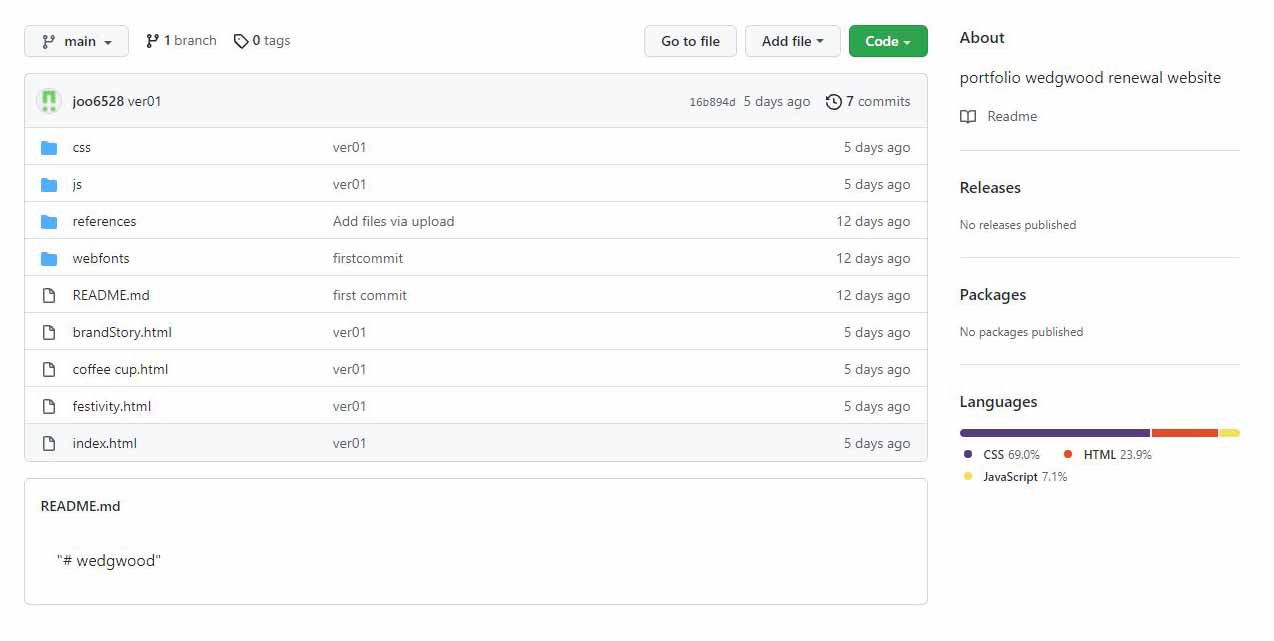 main 1 branch 0 tags Go to file Add file Code
joo6528 ver01 16b894d 5 days ago 7 commits
css ver01 5 days ago
js ver01 5 days ago
references Add files via upload 12 days ago
webfonts firstcommit 12 days ago
README.md first commit 12 days ago
brandStory.html ver01 5 days ago
coffee cup.html ver01 5 days ago
festivity.html ver01 5 days ago
index.html ver01 5 days ago
README.md
"# wedgwood"
About
portfolio wedgwood renewal website
Readme
Releases
No releases published
Packages
No packages published
Languages
CSS 69.0% HTML 23.9%
JavaScript 7.1%